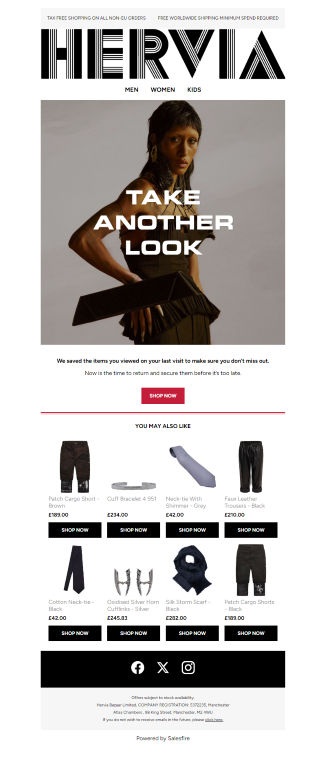 TAX FREE SHOPPING ON ALL NON-EU ORDERS FREE WORLDWIDE SHIPPING MINIMUM SPEND REQUIRED
HERVIA
MEN WOMEN KIDS
TAKE
ANOTHER
LOOK
We saved the items you viewed on your last visit to make sure you don't miss out.
Now is the time to return and secure them before it's too late.
SHOP NOW
YOU MAY ALSO LIKE
Patch Cargo Short - Brown
£189.00
SHOP NOW
Cuff Bracelet 4 951
£234.00
SHOP NOW
Neck-tie With Shimmer - Grey
£42.00
SHOP NOW
Faux Leather Trousers - Black
£210.00
SHOP NOW
Cotton Neck-tie - Black
£42.00
SHOP NOW
Oxidised Silver Horn Cufflinks - Silver
£245.83
SHOP NOW
Silk Storm Scarf - Black
£282.00
SHOP NOW
Patch Cargo Shorts - Black
£189.00
SHOP NOW
Offers subject to stock availability.
Hervia Bazaar Limited, COMPANY REGISTRATION: 5372235, Manchester
Atlas Chambers, 98 King Street, Manchester, M2 4WU
If you do not wish to receive emails in the future, please click here.
Powered by Salesfire